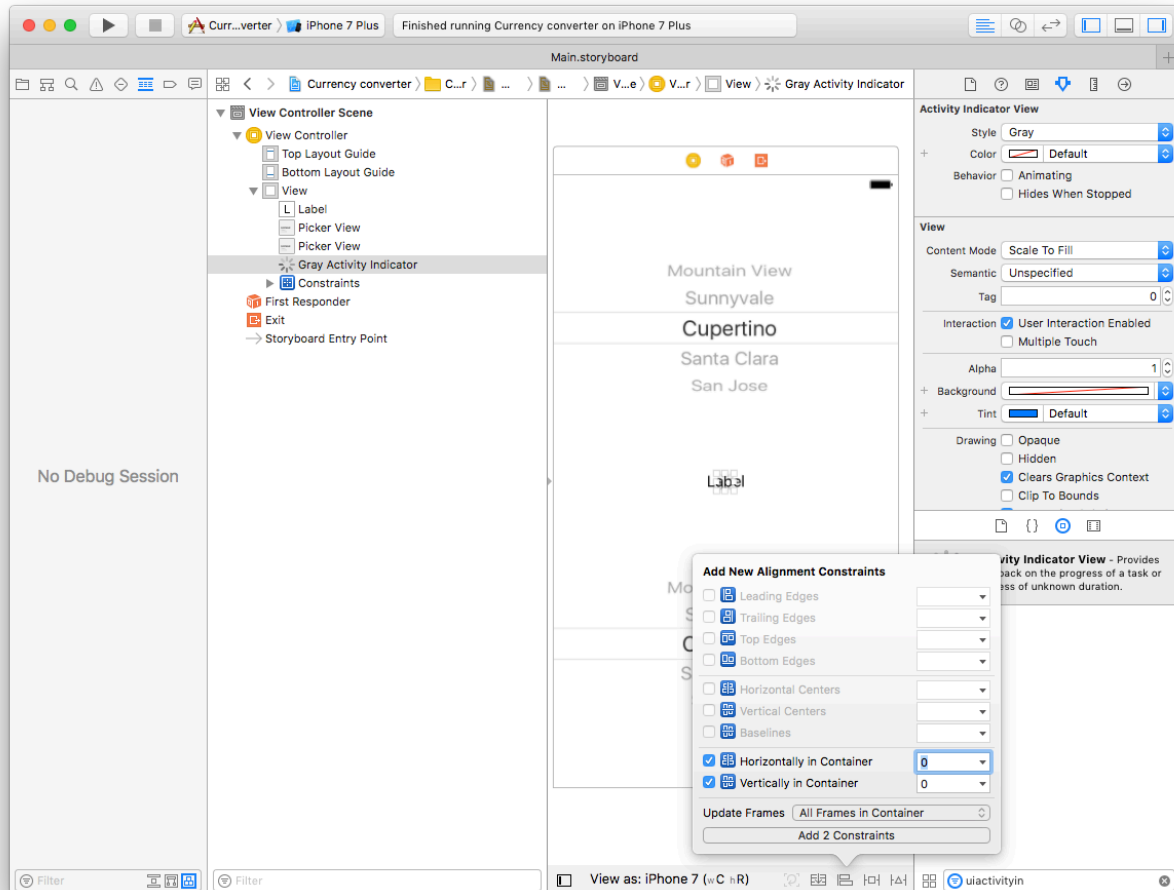 Curr...verter
iPhone 7 Plus
Finished running Currency converter on iPhone 7 Plus
Main.storyboard
Currency converter
C...r
...
...
V...e
V...r
View
Gray Activity Indicator
View Controller Scene
View Controller
Top Layout Guide
Bottom Layout Guide
View
L Label
Picker View
Picker View
Gray Activity Indicator
Constraints
First Responder
Exit
Storyboard Entry Point
No Debug Session
Mountain View
Sunnyvale
Cupertino
Santa Clara
San Jose
Label
Mo
S
C
S
Add New Alignment Constraints
Leading Edges
Trailing Edges
Top Edges
Bottom Edges
Horizontal Centers
Vertical Centers
Baselines
Horizontally in Container 0
Vertically in Container 0
Update Frames All Frames in Container
Add 2 Constraints
Activity Indicator View
Style Gray
Color Default
Behavior Animating
Hides When Stopped
View
Content Mode Scale To Fill
Semantic Unspecified
Tag 0
Interaction User Interaction Enabled
Multiple Touch
Alpha 1
Background
Tint Default
Drawing Opaque
Hidden
Clears Graphics Context
Clip To Bounds
vity Indicator View - Provides
back on the progress of a task or
ess of unknown duration.
Filter
Filter
View as: iPhone 7 (wC hR)
uiactivityin